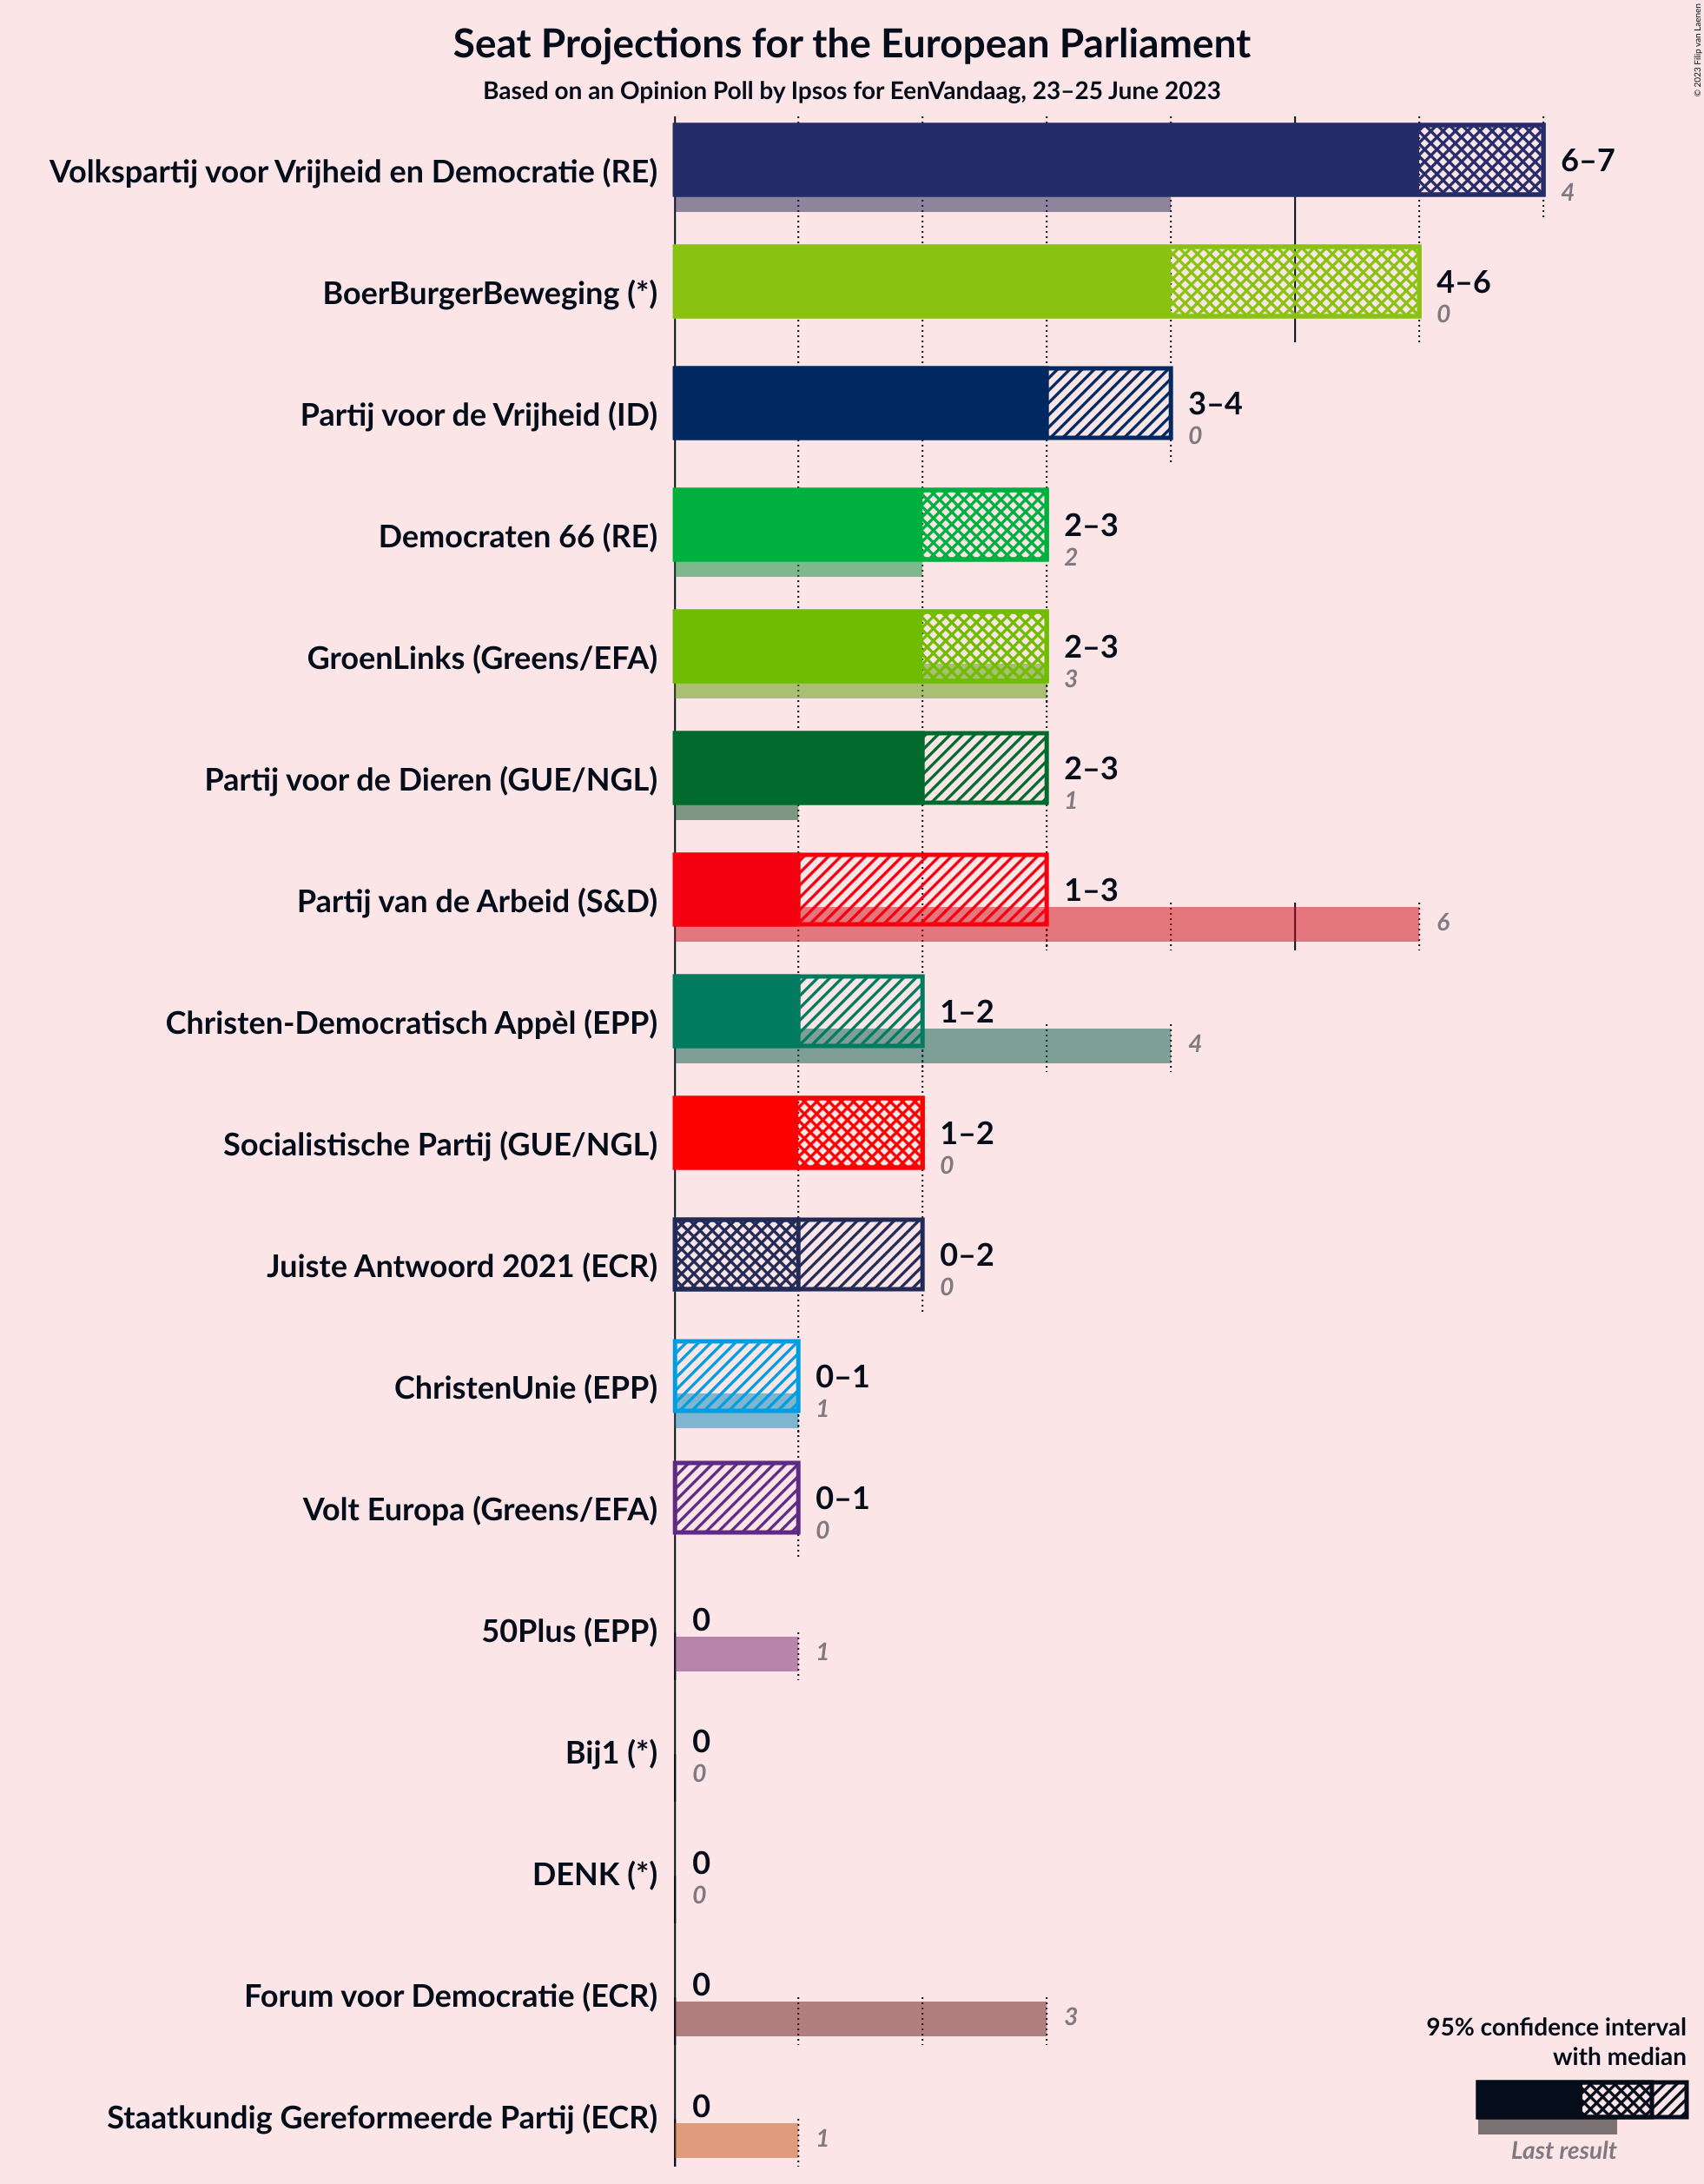 Seat Projections for the European Parliament
Based on an Opinion Poll by Ipsos for EenVandaag, 23–25 June 2023
© 2023 Filip van Laenen
Volkspartij voor Vrijheid en Democratie (RE)
6–7
4
BoerBurgerBeweging (*)
4–6
0
Partij voor de Vrijheid (ID)
3–4
0
Democraten 66 (RE)
2–3
2
GroenLinks (Greens/EFA)
2–3
3
Partij voor de Dieren (GUE/NGL)
2–3
1
Partij van de Arbeid (S&D)
1–3
6
Christen-Democratisch Appèl (EPP)
1–2
4
Socialistische Partij (GUE/NGL)
1–2
0
Juiste Antwoord 2021 (ECR)
0–2
0
ChristenUnie (EPP)
0–1
1
Volt Europa (Greens/EFA)
0–1
0
50Plus (EPP)
0
1
Bij1 (*)
0
0
DENK (*)
0
0
Forum voor Democratie (ECR)
0
3
Staatkundig Gereformeerde Partij (ECR)
0
1
95% confidence interval
with median
Last result